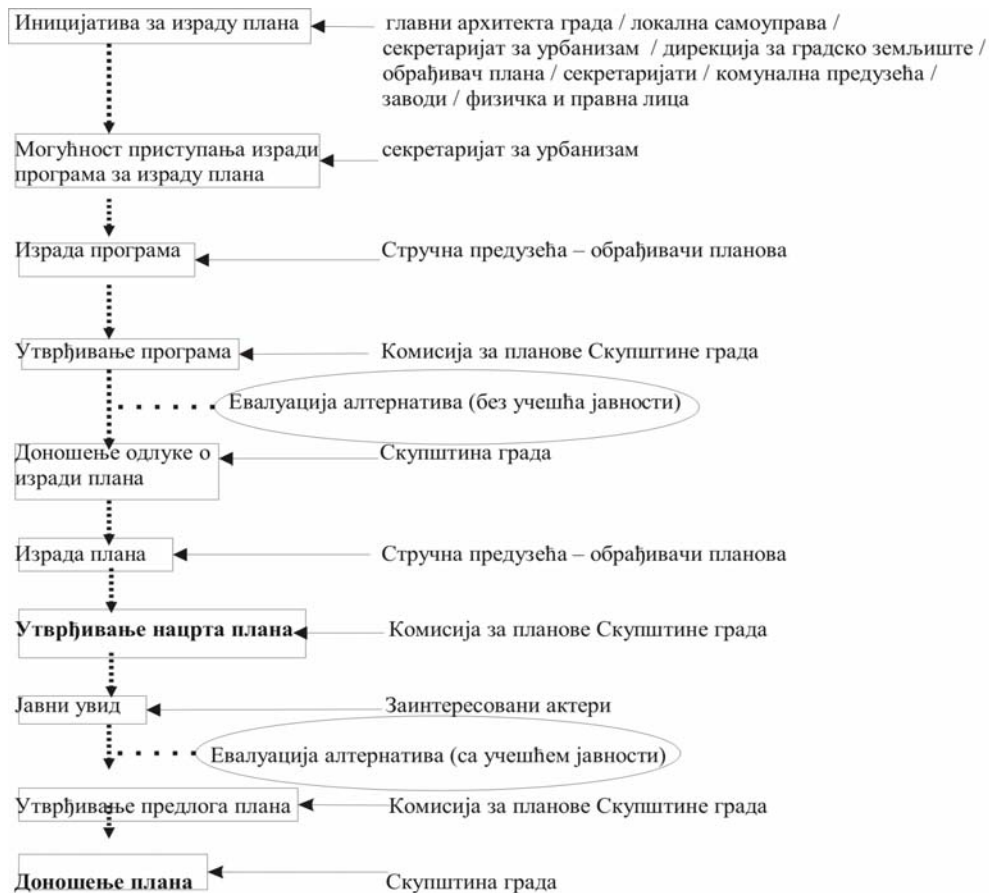 Иницијатива за израду плана
главни архитекта града / локална самоуправа /
секретаријат за урбанизам / дирекција за градско земљиште /
обрађивач плана / секретаријати / комунална предузећа /
заводи / физичка и правна лица
Могућност приступања изради
програма за израду плана
секретаријат за урбанизам
Израда програма
Стручна предузећа – обрађивачи планова
Утврђивање програма
Комисија за планове Скупштине града
Евалуација алтернатива (без учешћа јавности)
Доношење одлуке о
изради плана
Скупштина града
Израда плана
Стручна предузећа – обрађивачи планова
Утврђивање нацрта плана
Комисија за планове Скупштине града
Јавни увид
Заинтересовани актери
Евалуација алтернатива (са учешћем јавности)
Утврђивање предлога плана
Комисија за планове Скупштине града
Доношење плана
Скупштина града